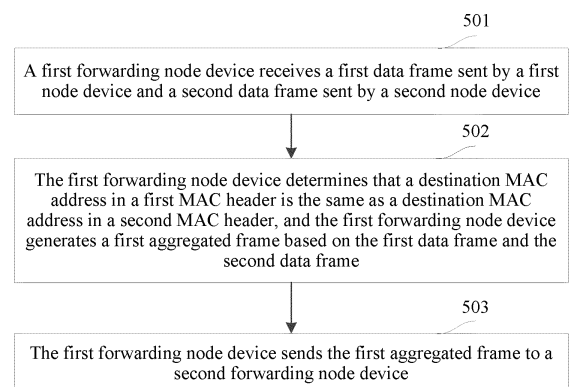 501
A first forwarding node device receives a first data frame sent by a first
node device and a second data frame sent by a second node device
502
The first forwarding node device determines that a destination MAC
address in a first MAC header is the same as a destination MAC
address in a second MAC header, and the first forwarding node device
generates a first aggregated frame based on the first data frame and the
second data frame
503
The first forwarding node device sends the first aggregated frame to a
second forwarding node device